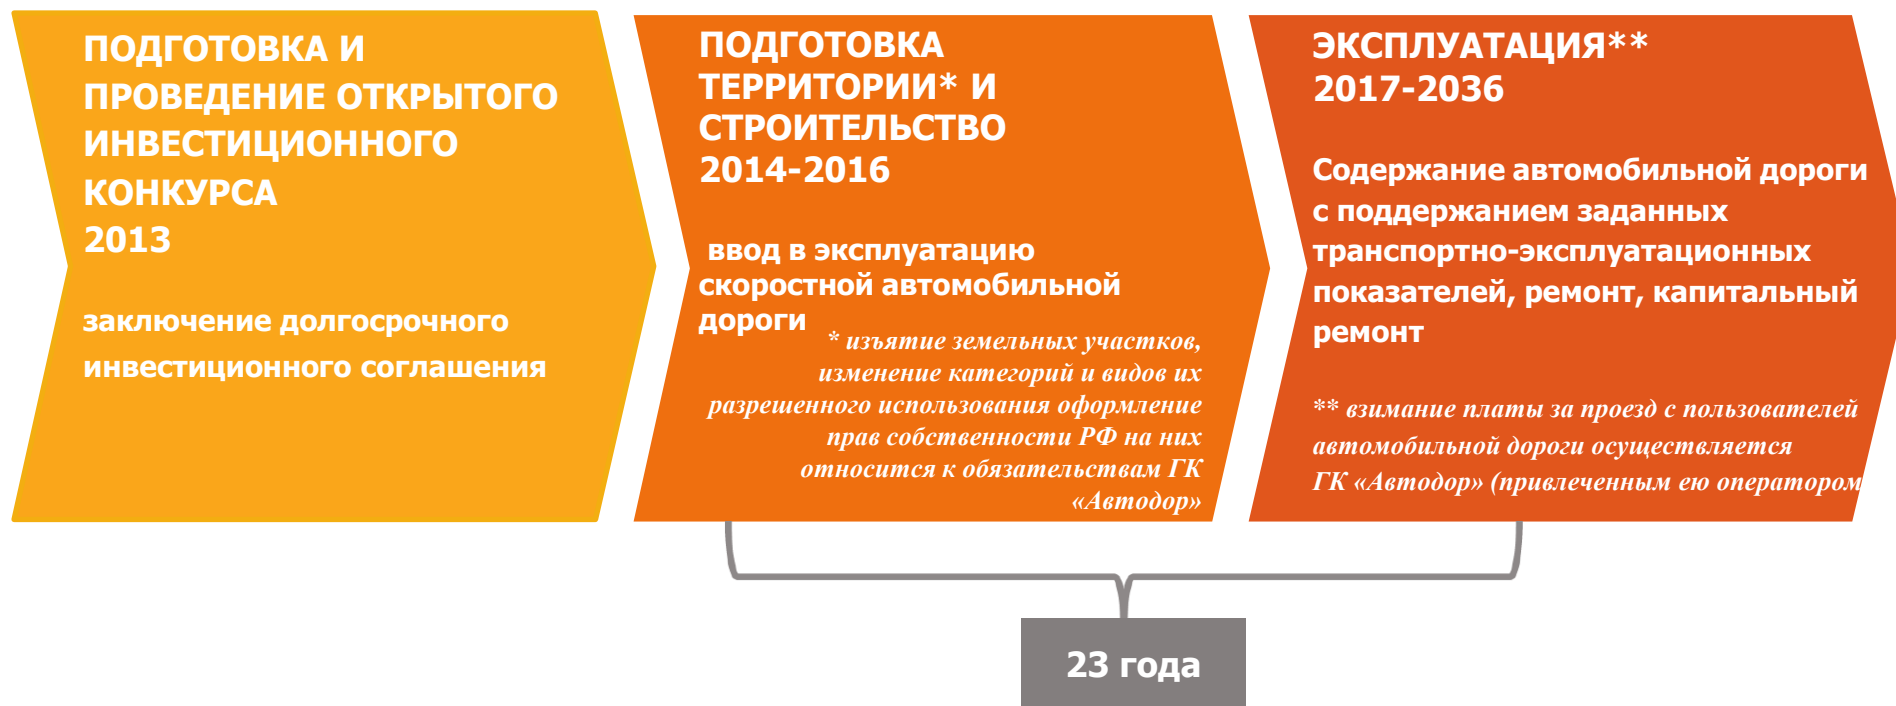 ПОДГОТОВКА И
ПРОВЕДЕНИЕ ОТКРЫТОГО
ИНВЕСТИЦИОННОГО
КОНКУРСА
2013
заключение долгосрочного
инвестиционного соглашения
ПОДГОТОВКА
ТЕРРИТОРИИ* И
СТРОИТЕЛЬСТВО
2014-2016
ввод в эксплуатацию
скоростной автомобильной
дороги
* изъятие земельных участков,
изменение категорий и видов их
разрешенного использования оформление
прав собственности РФ на них
относится к обязательствам ГК
«Автодор»
ЭКСПЛУАТАЦИЯ**
2017-2036
Содержание автомобильной дороги
с поддержанием заданных
транспортно-эксплуатационных
показателей, ремонт, капитальный
ремонт
** взимание платы за проезд с пользователей
автомобильной дороги осуществляется
ГК «Автодор» (привлеченным ею оператором
23 года